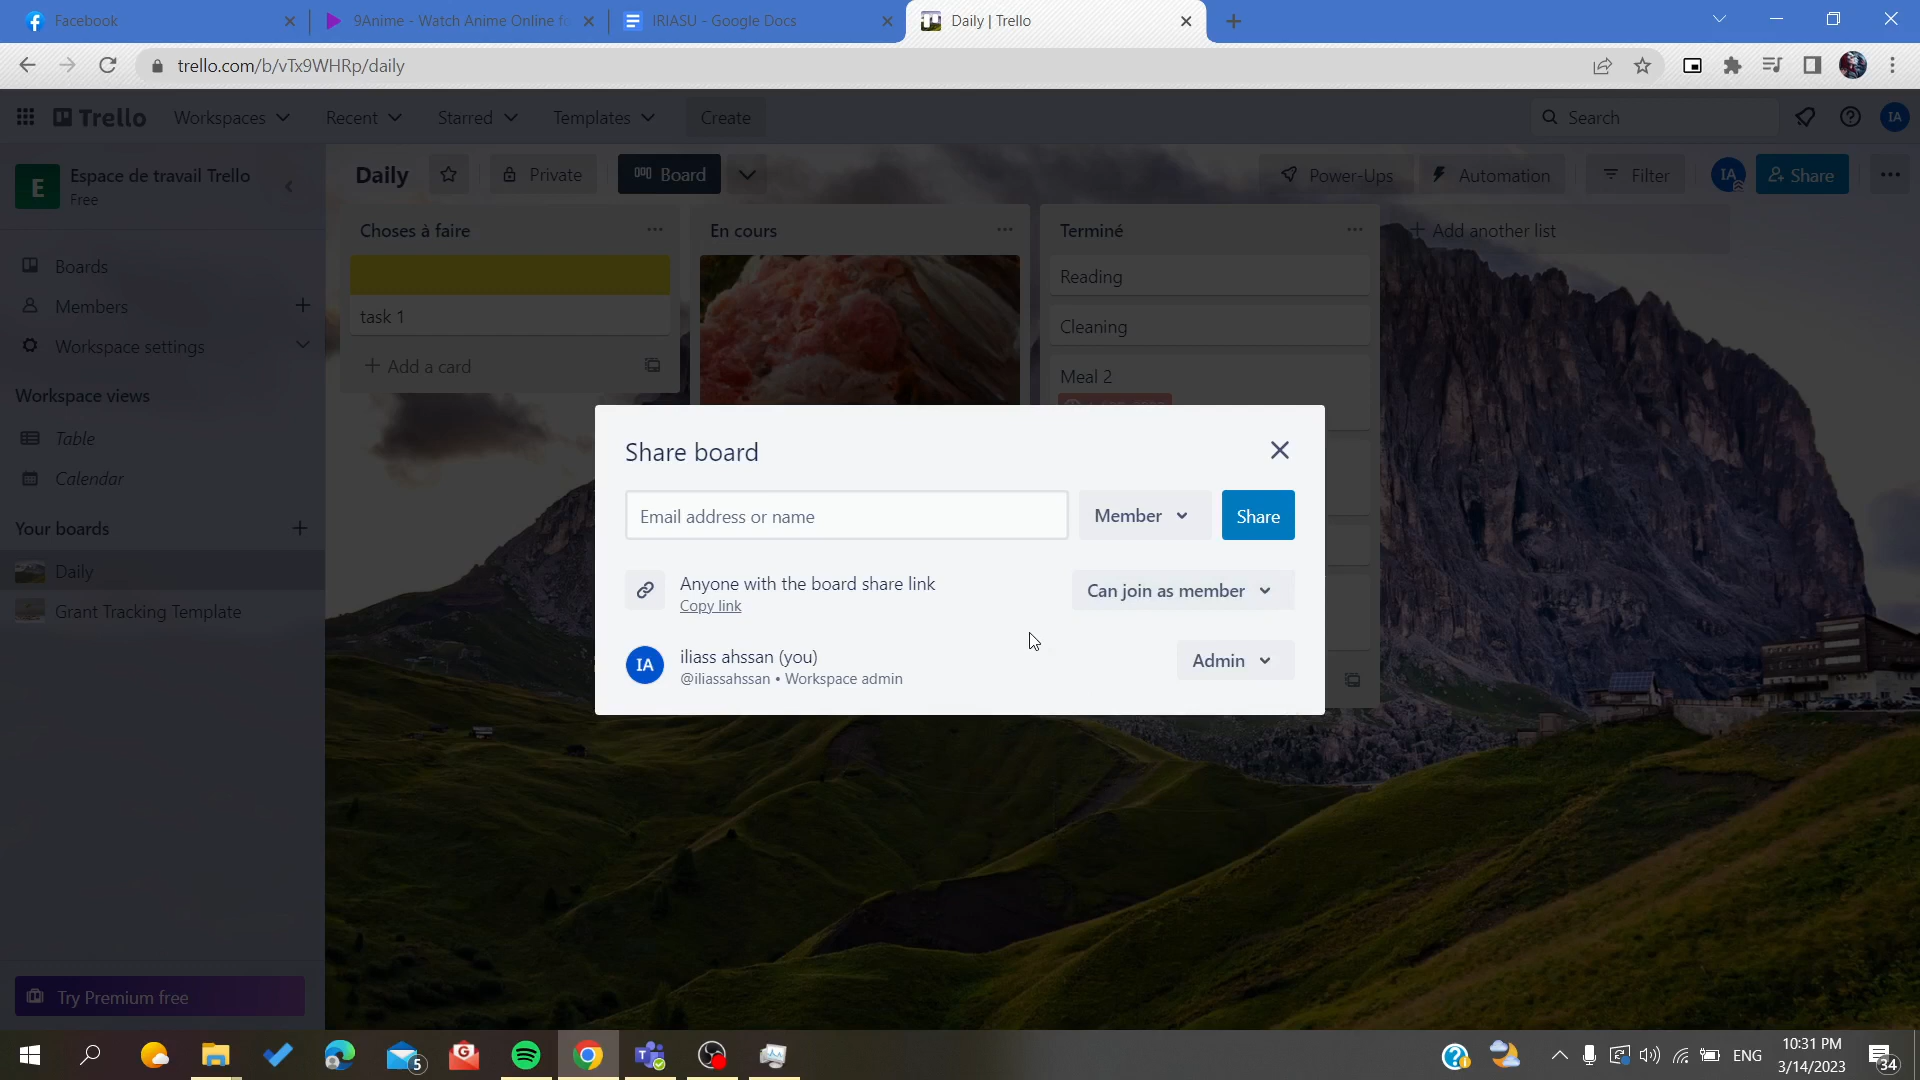 Facebook
9Anime - Watch Anime Online fo
IRIASU - Google Docs
Daily | Trello
trello.com/b/vTx9WHRp/daily
Trello
Workspaces
Recent
Starred
Templates
Create
Search
IA
E
Espace de travail Trello
Free
Daily
Private
Board
Power-Ups
Automation
Filter
IA
Share
Boards
Members
Workspace settings
Workspace views
Table
Calendar
Your boards
Daily
Grant Tracking Template
Try Premium free
Choses à faire
task 1
+ Add a card
En cours
Terminé
Reading
Cleaning
Meal 2
+ Add another list
Share board
Email address or name
Member
Share
Anyone with the board share link
Copy link
Can join as member
IA
iliass ahssan (you)
@iliassahssan • Workspace admin
Admin
5
ENG
10:31 PM
3/14/2023
34